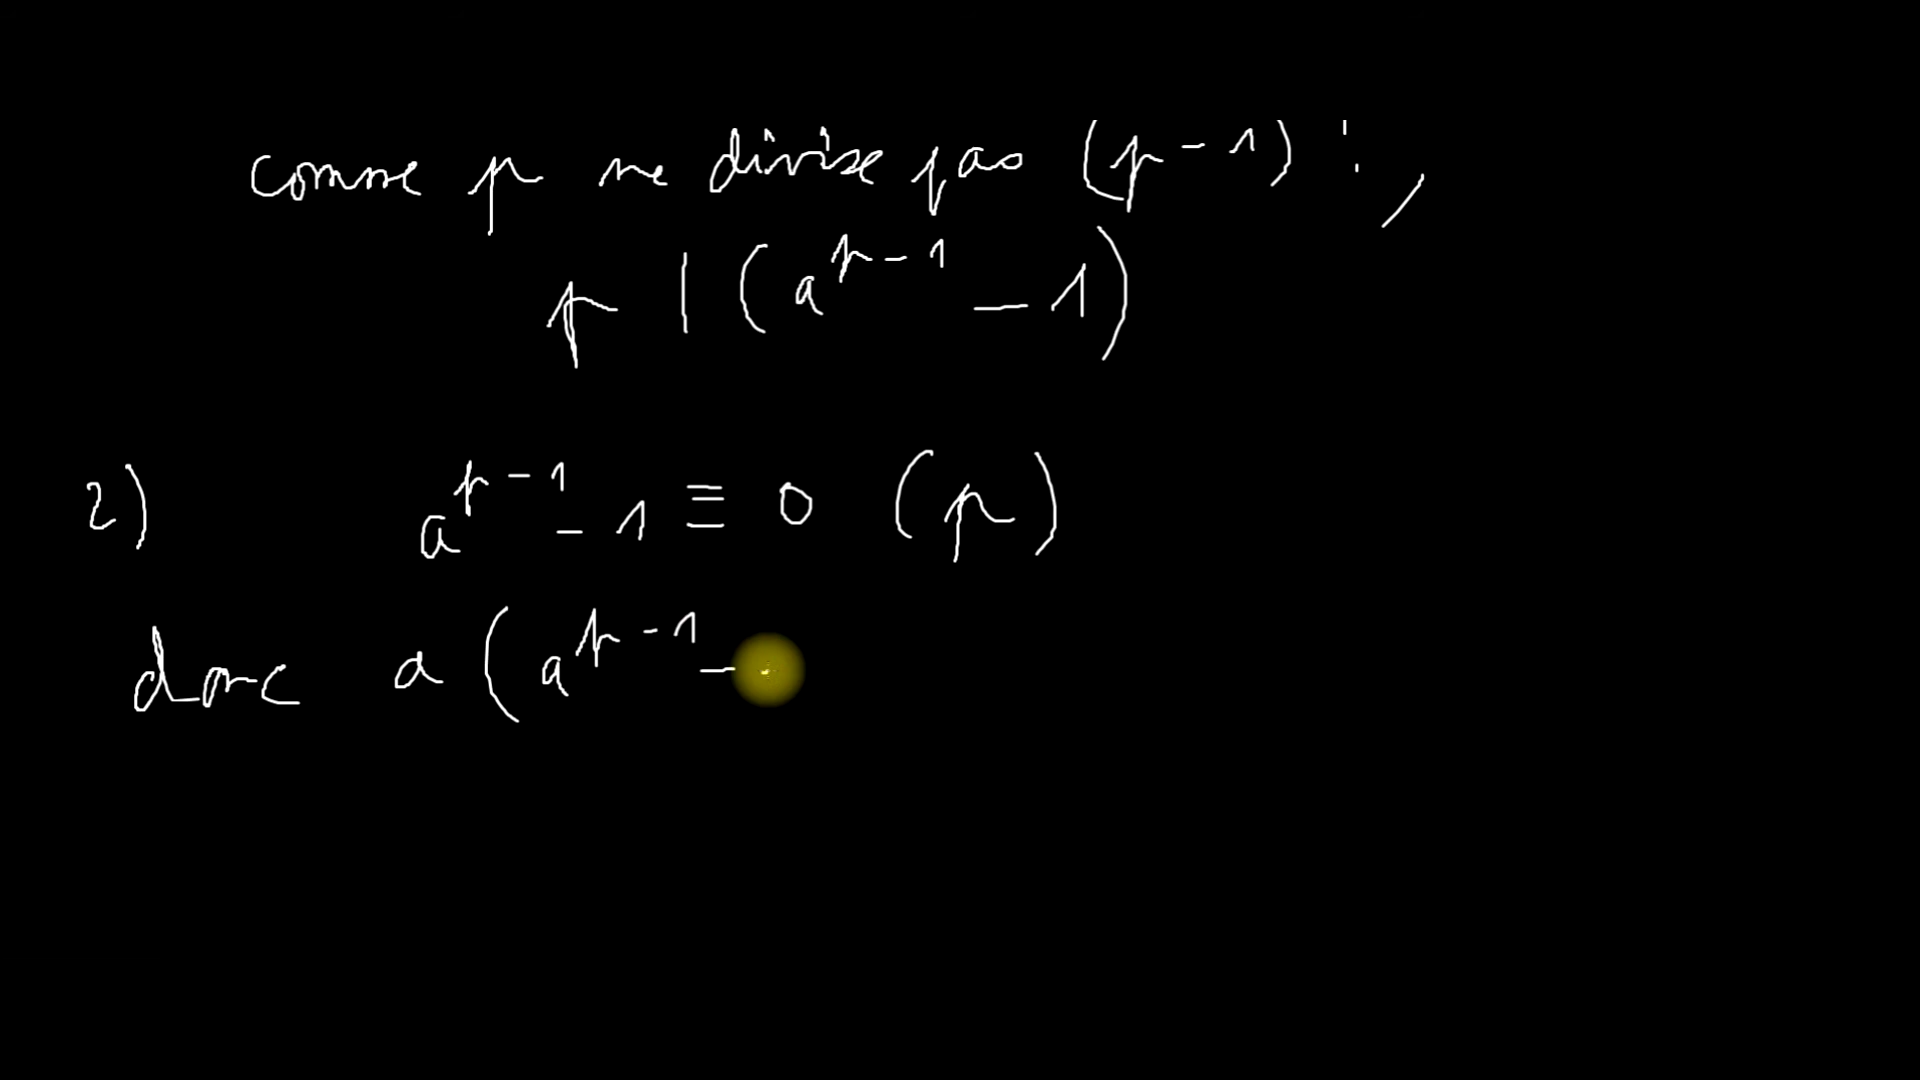 comme p ne divise pas (p-1)!,
p | (a^{p-1} - 1)
2) a^{p-1} - 1 ≡ 0 (p)
donc a (a^{p-1} -